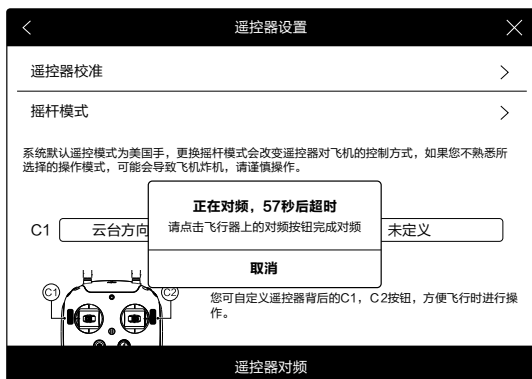 遥控器设置
遥控器校准
摇杆模式
系统默认遥控模式为美国手，更换摇杆模式会改变遥控器对飞机的控制方式，如果您不熟悉所
选择的操作模式，可能会导致飞机炸机，请谨慎操作。
正在对频，57秒后超时
请点击飞行器上的对频按钮完成对频
取消
C1 云台方向
未定义
C1
C2
您可自定义遥控器背后的C1，C2按钮，方便飞行时进行操
作。
遥控器对频